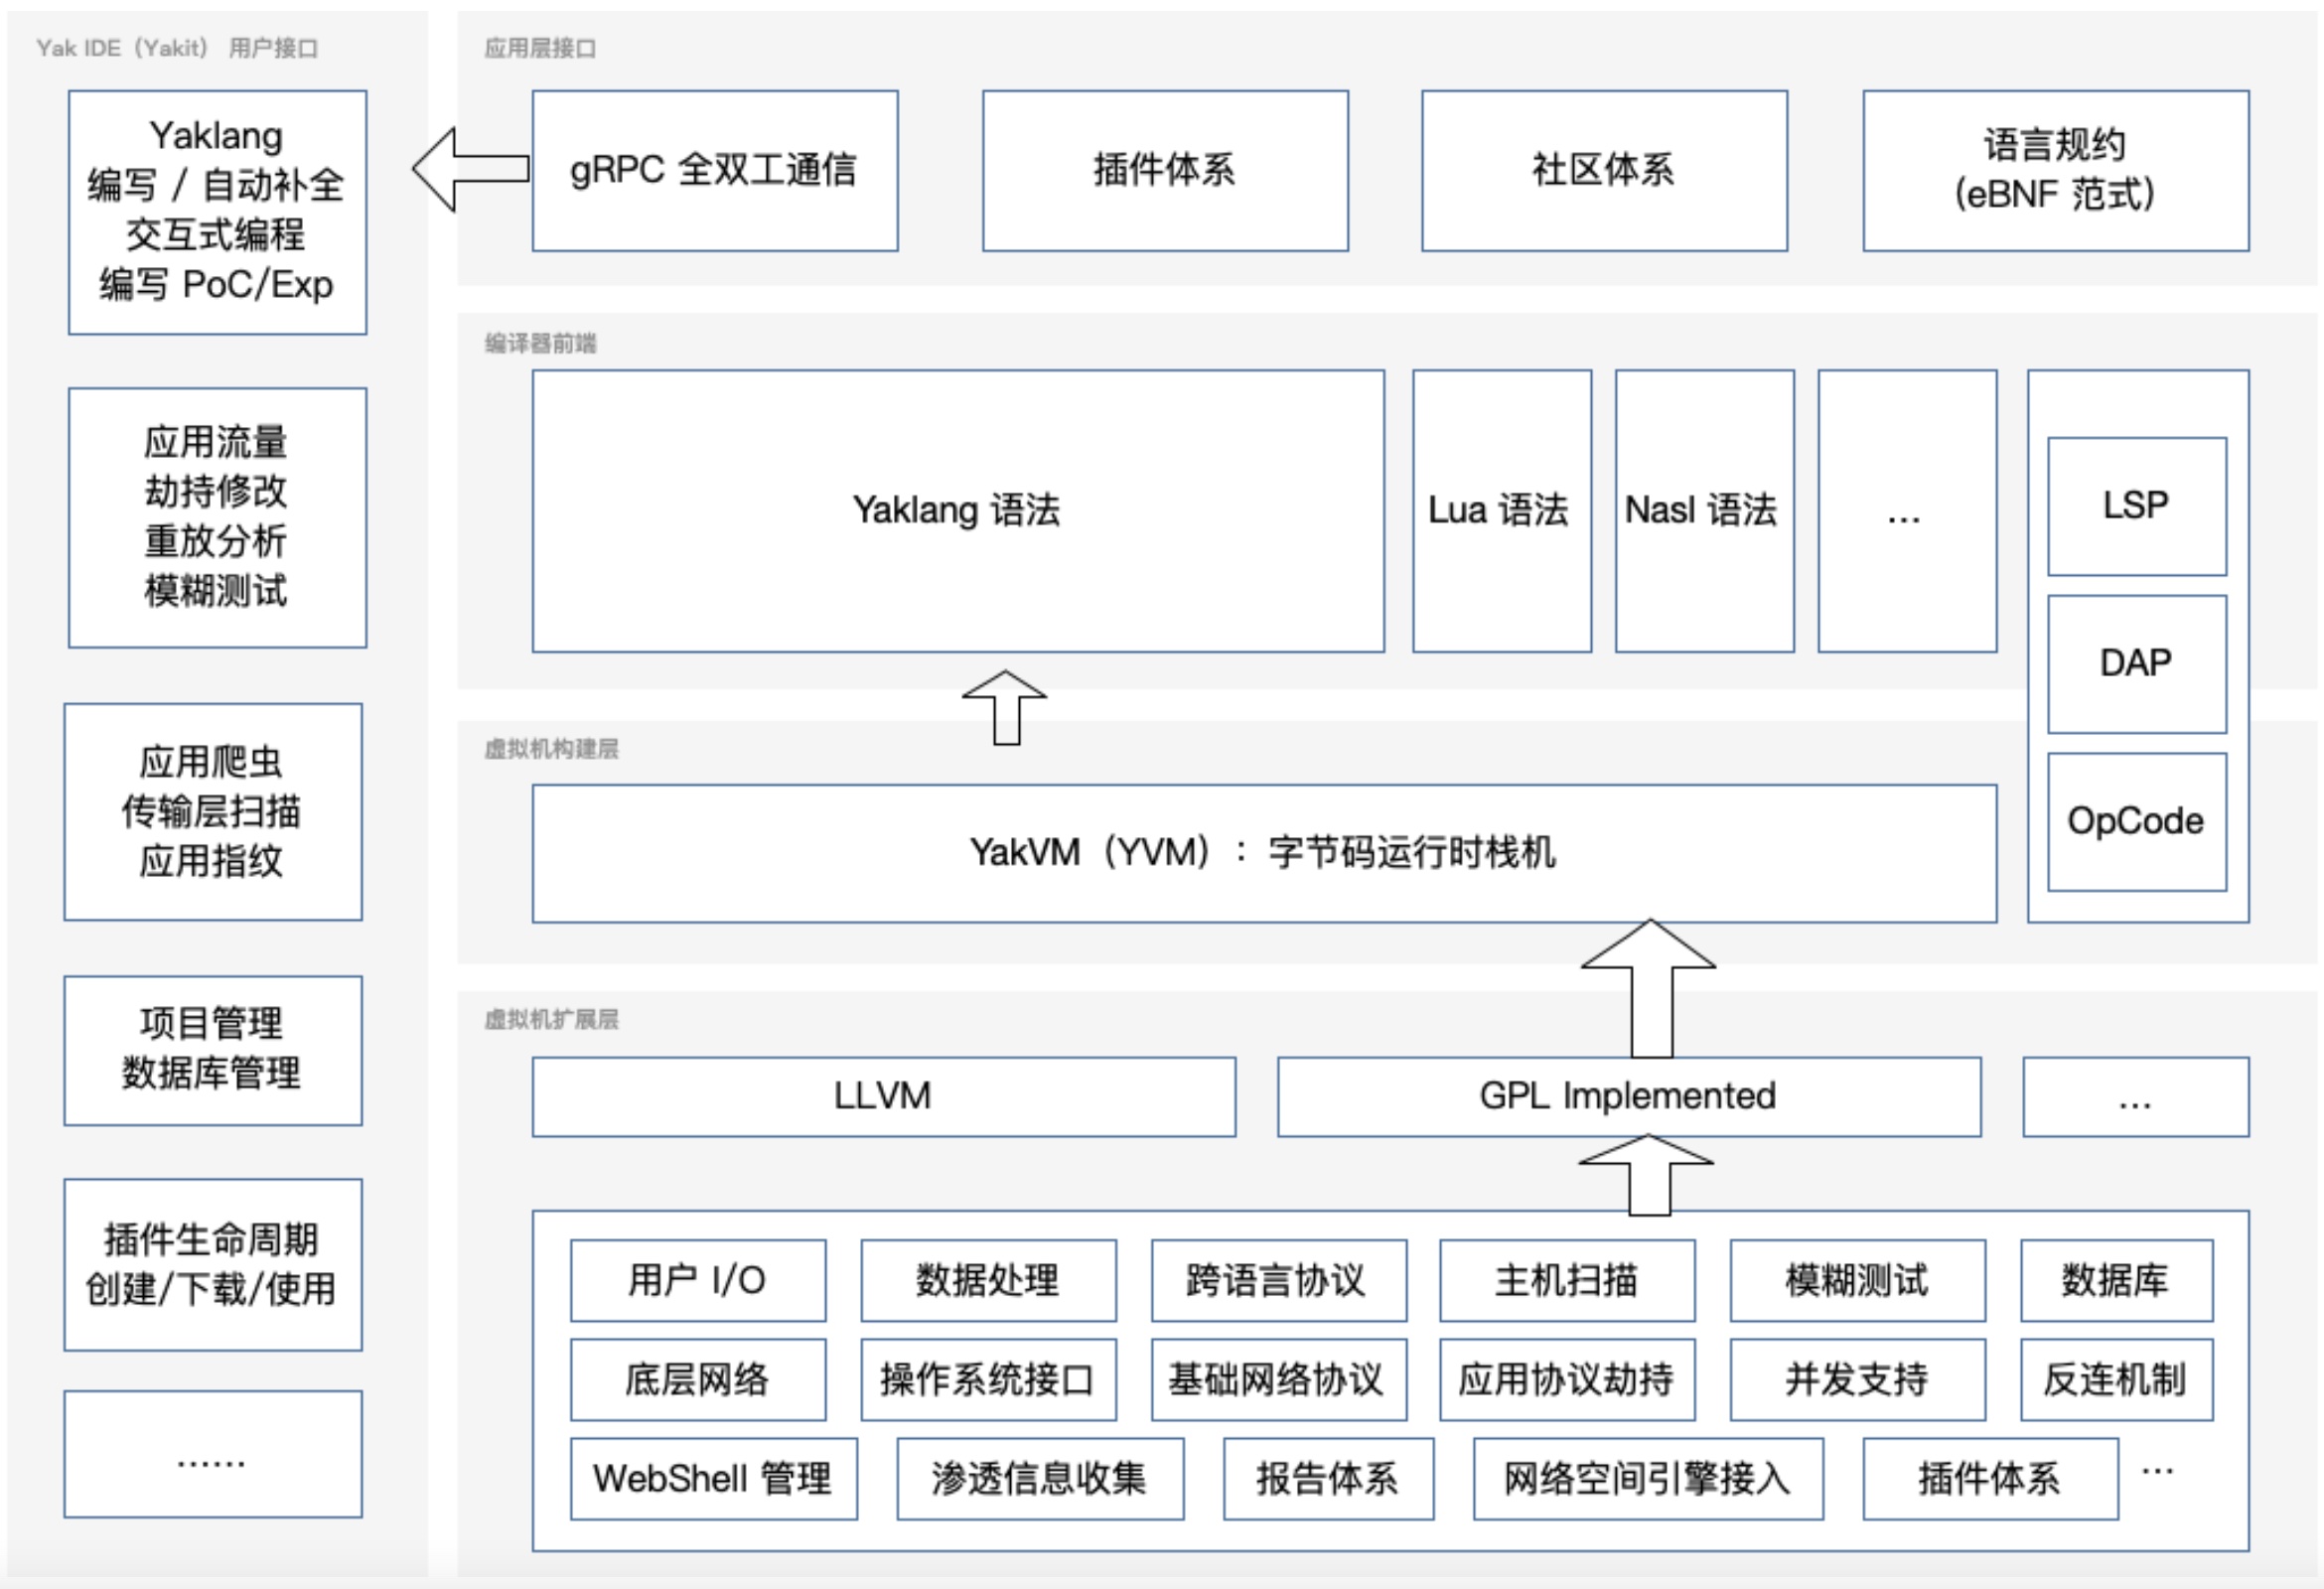 Yak IDE（Yakit） 用户接口
Yaklang
编写 / 自动补全
交互式编程
编写 PoC/Exp
应用流量
劫持修改
重放分析
模糊测试
应用爬虫
传输层扫描
应用指纹
项目管理
数据库管理
插件生命周期
创建/下载/使用
……
应用层接口
gRPC 全双工通信
插件体系
社区体系
语言规约
（eBNF 范式）
编译器前端
Yaklang 语法
Lua 语法
Nasl 语法
...
LSP
DAP
OpCode
虚拟机构建层
YakVM（YVM）：字节码运行时栈机
虚拟机扩展层
LLVM
GPL Implemented
...
用户 I/O
数据处理
跨语言协议
主机扫描
模糊测试
数据库
底层网络
操作系统接口
基础网络协议
应用协议劫持
并发支持
反连机制
WebShell 管理
渗透信息收集
报告体系
网络空间引擎接入
插件体系
...